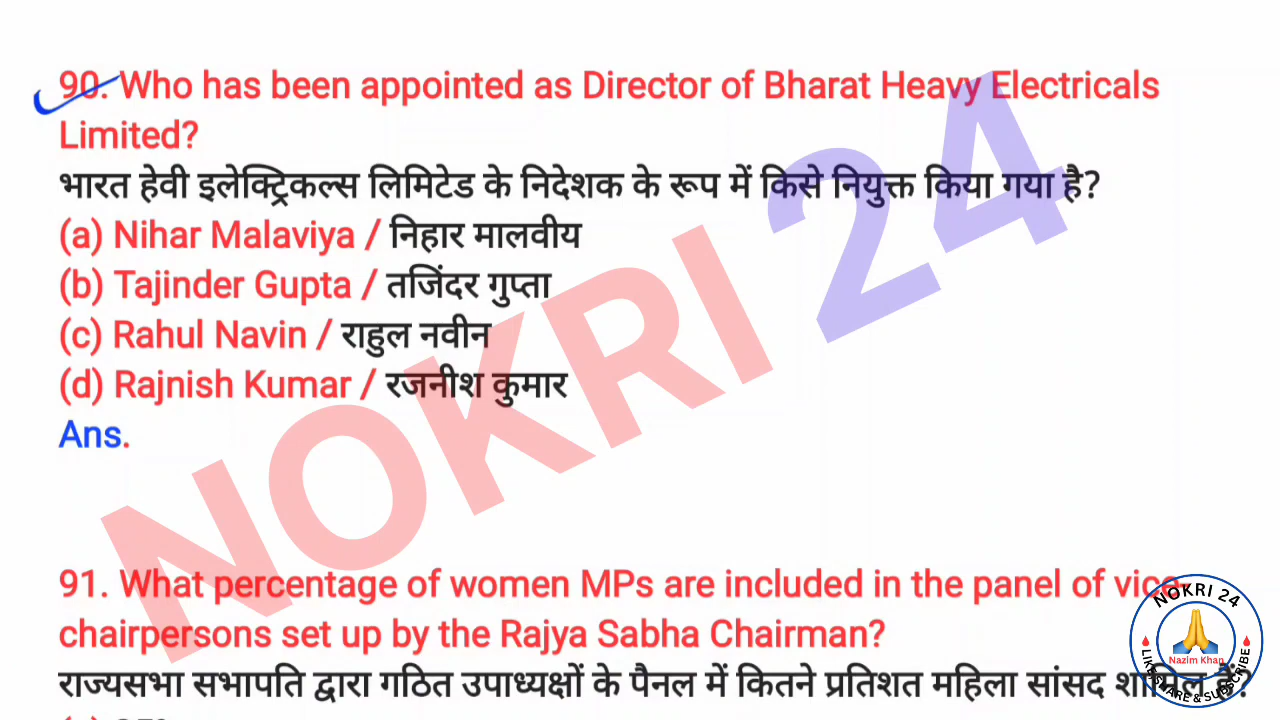 90. Who has been appointed as Director of Bharat Heavy Electricals
Limited?
भारत हेवी इलेक्ट्रिकल्स लिमिटेड के निदेशक के रूप में किसे नियुक्त किया गया है?
(a) Nihar Malaviya / निहार मालवीय
(b) Tajinder Gupta / तजिंदर गुप्ता
(c) Rahul Navin / राहुल नवीन
(d) Rajnish Kumar / रजनीश कुमार
Ans.
NOKRI 24
91. What percentage of women MPs are included in the panel of vice-
chairpersons set up by the Rajya Sabha Chairman?
राज्यसभा सभापति द्वारा गठित उपाध्यक्षों के पैनल में कितने प्रतिशत महिला सांसद शामिल हैं?
NOKRI 24
Nazim Khan
LIKE, SHARE & SUBSCRIBE